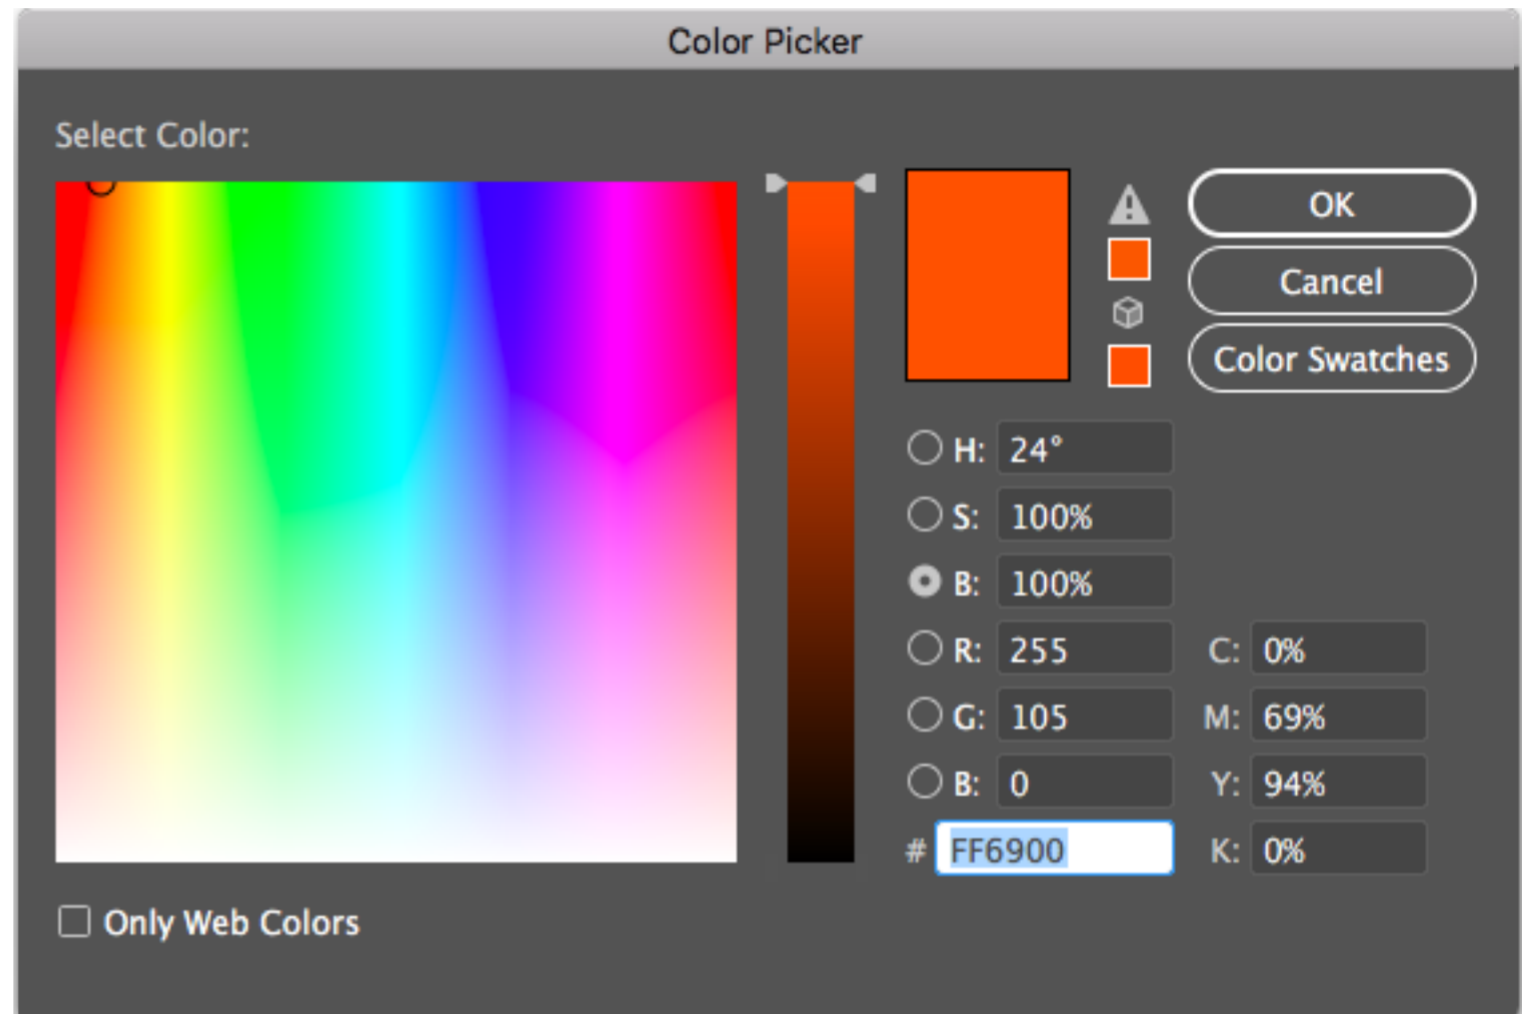 Color Picker
Select Color:
OK
Cancel
Color Swatches
H: 24°
S: 100%
B: 100%
R: 255 C: 0%
G: 105 M: 69%
B: 0 Y: 94%
# FF6900 K: 0%
Only Web Colors